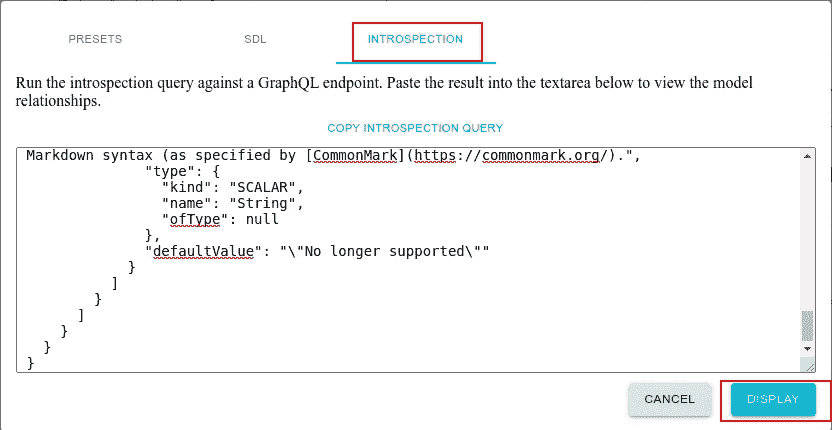 PRESETS SDL INTROSPECTION
Run the introspection query against a GraphQL endpoint. Paste the result into the textarea below to view the model
relationships.
COPY INTROSPECTION QUERY
Markdown syntax (as specified by [CommonMark](https://commonmark.org/).",
"type": {
"kind": "SCALAR",
"name": "String",
"ofType": null
},
"defaultValue": "\"No longer supported\""
}
]
}
]
}
}
}
CANCEL DISPLAY